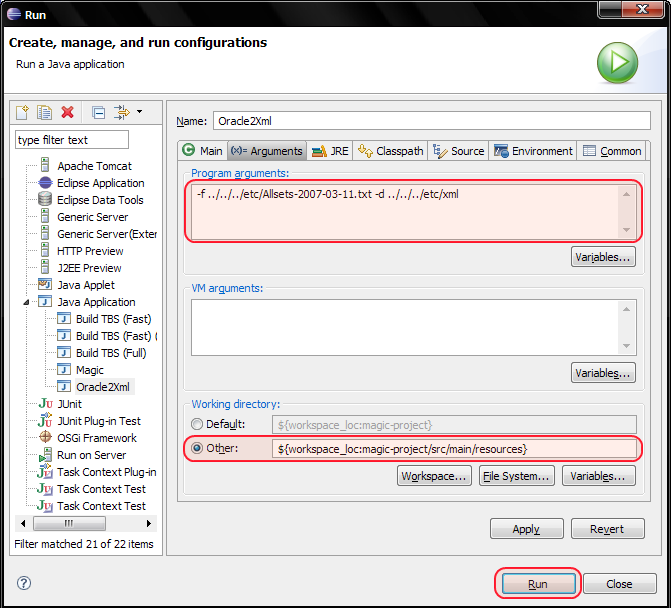 Run
Create, manage, and run configurations
Run a Java application
type filter text
Apache Tomcat
Eclipse Application
Eclipse Data Tools
Generic Server
Generic Server(Exter
HTTP Preview
J2EE Preview
Java Applet
Java Application
Build TBS (Fast)
Build TBS (Fast) (
Build TBS (Full)
Magic
Oracle2Xml
JUnit
JUnit Plug-in Test
OSGi Framework
Run on Server
Task Context Plug-in
Task Context Test
Task Context Test
Filter matched 21 of 22 items
Name: Oracle2Xml
Main (x)= Arguments JRE Classpath Source Environment Common
Program arguments:
-f ../../../etc/Allsets-2007-03-11.txt -d ../../../etc/xml
Variables...
VM arguments:
Variables...
Working directory:
Default: ${workspace_loc:magic-project}
Other: ${workspace_loc:magic-project/src/main/resources}
Workspace... File System... Variables...
Apply Revert
? Run Close